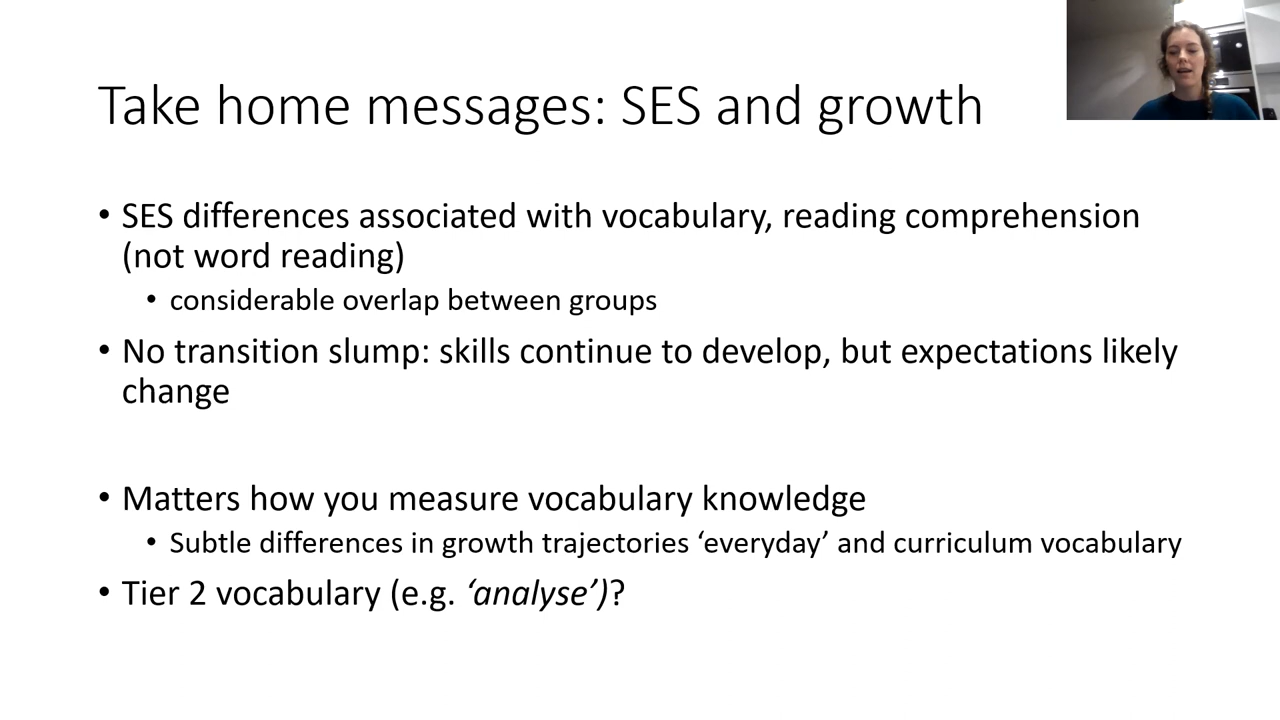 Take home messages: SES and growth
• SES differences associated with vocabulary, reading comprehension
(not word reading)
• considerable overlap between groups
• No transition slump: skills continue to develop, but expectations likely
change
• Matters how you measure vocabulary knowledge
• Subtle differences in growth trajectories ‘everyday’ and curriculum vocabulary
• Tier 2 vocabulary (e.g. ‘analyse’)?